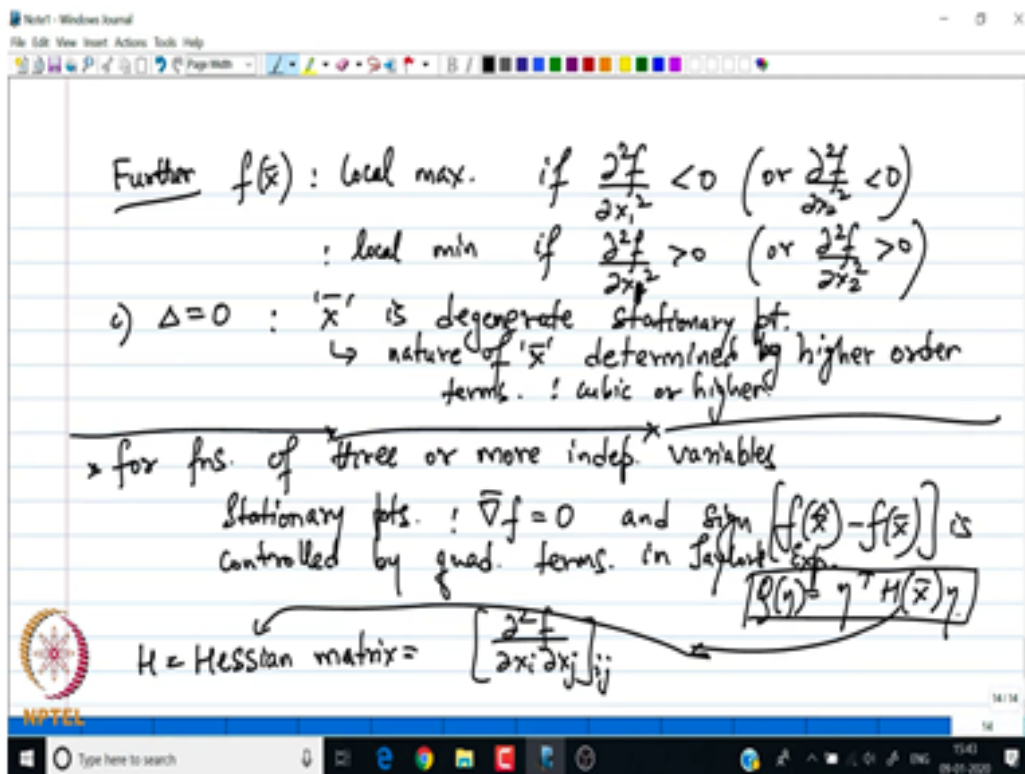 Note1 - Windows Journal
File Edit View Insert Actions Tools Help
Page Width
B I
Further f(x̄) : local max. if ∂²f/∂x₁² <0 (or ∂²f/∂x₂² <0)
: local min if ∂²f/∂x₁² >0 (or ∂²f/∂x₂² >0)
c) Δ=0 : 'x̄' is degenerate stationary pt.
↳ nature of 'x̄' determined by higher order
terms. : cubic or higher
* for fns. of three or more indep. variables
Stationary pts. : ∇̄f = 0 and sign [f(x̂) - f(x̄)] is
controlled by quad. terms. in Taylor's Exp.
Q(η) = ηᵀ H(x̄) η
H = Hessian matrix = [∂²f/∂xᵢ∂xⱼ]ᵢⱼ
NPTEL
14/14
14
Type here to search
ENG
15:43
09-01-2020